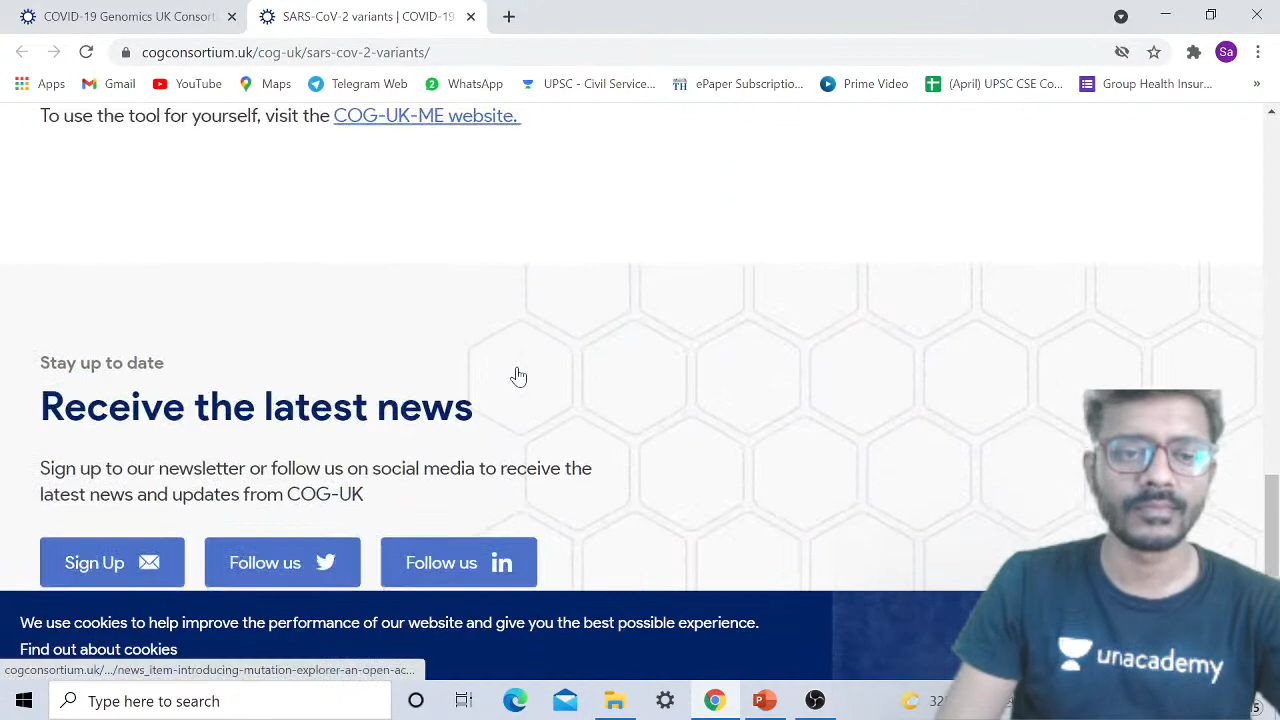 COVID-19 Genomics UK Consort
SARS-CoV-2 variants | COVID-19
cogconsortium.uk/cog-uk/sars-cov-2-variants/
Sa
Apps
Gmail
YouTube
Maps
Telegram Web
2
WhatsApp
UPSC - Civil Service...
TH
ePaper Subscriptio...
Prime Video
(April) UPSC CSE Co...
Group Health Insur...
»
To use the tool for yourself, visit the COG-UK-ME website.
Stay up to date
Receive the latest news
Sign up to our newsletter or follow us on social media to receive the
latest news and updates from COG-UK
Sign Up
Follow us
Follow us in
We use cookies to help improve the performance of our website and give you the best possible experience.
Find out about cookies
cogconsortium.uk/.../news_item-introducing-mutation-explorer-an-open-ac...
unacademy
Type here to search
32